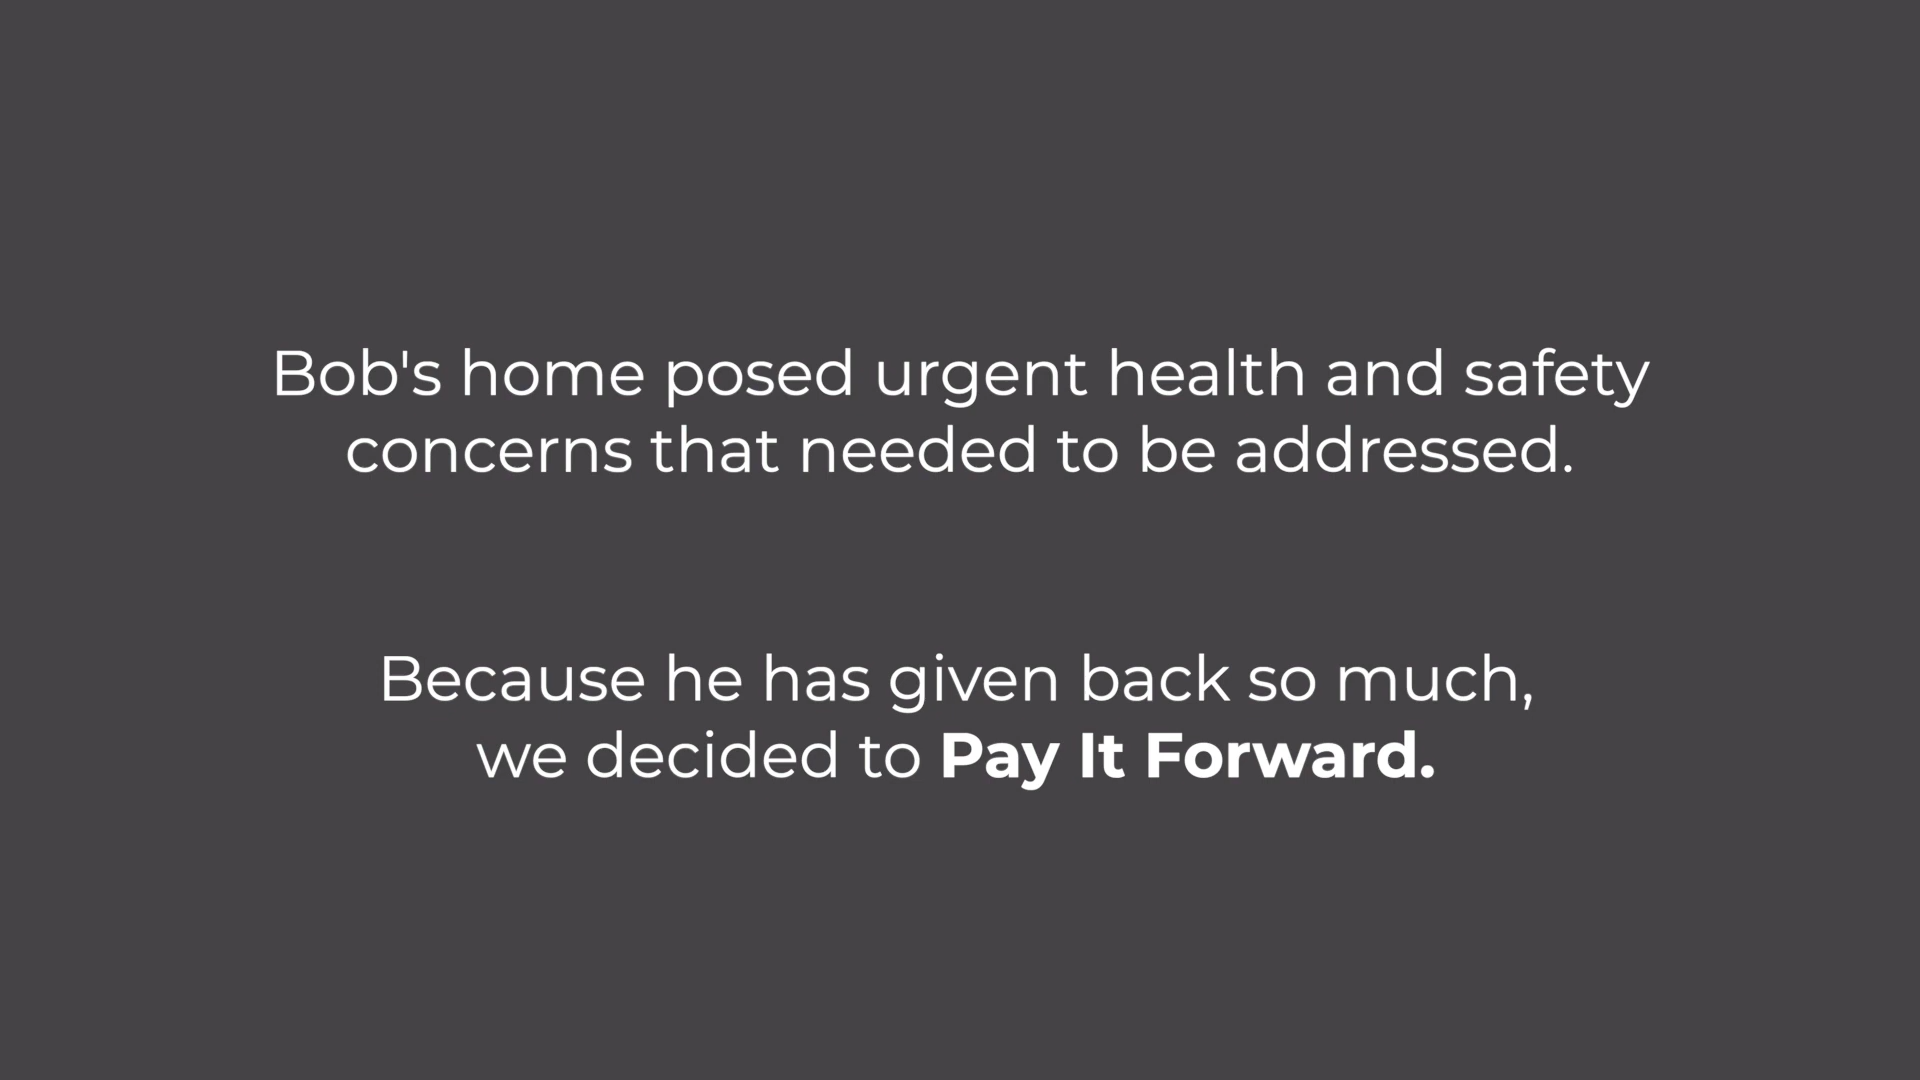 Bob's home posed urgent health and safety
concerns that needed to be addressed.
Because he has given back so much,
we decided to Pay It Forward.